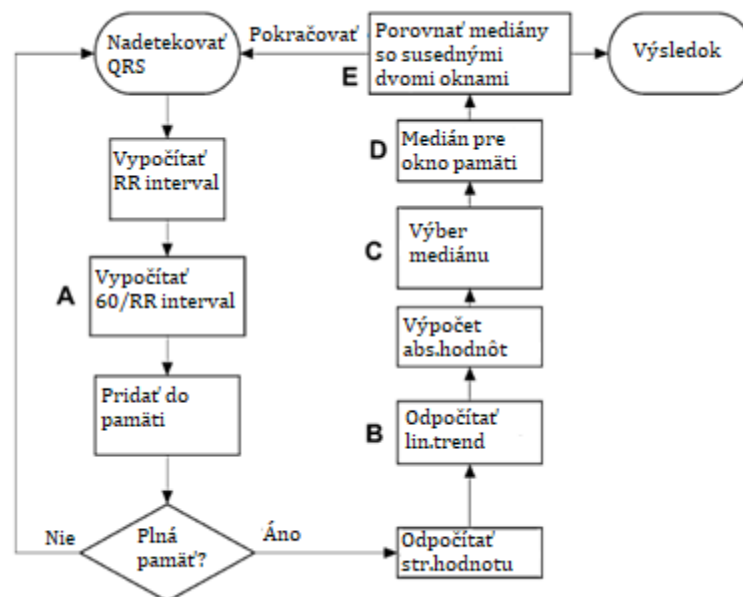 Nadetekovať
QRS
Pokračovať
Porovnať mediány
so susednými
dvomi oknami
E
Výsledok
Vypočítať
RR interval
A
Vypočítať
60/RR interval
Pridať do
pamäti
Plná
pamäť?
Nie
Áno
Odpočítať
str.hodnotu
B
Odpočítať
lin.trend
Výpočet
abs.hodnôt
C
Výber
mediánu
D
Medián pre
okno pamäti